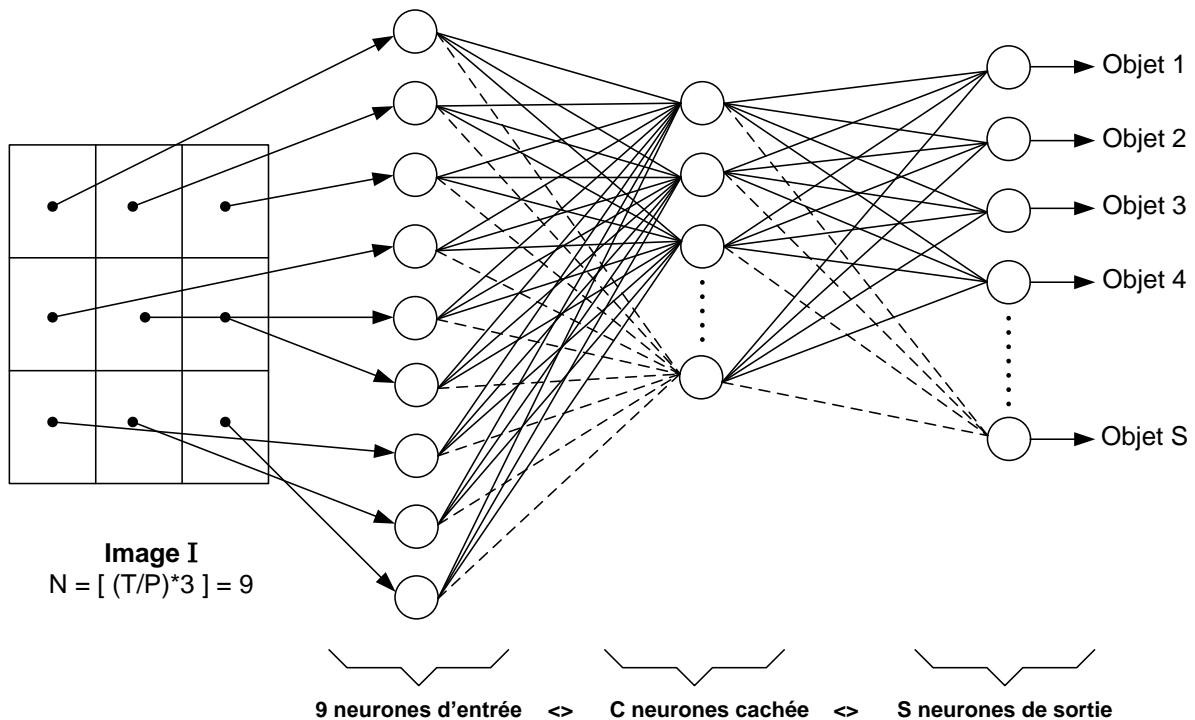 Objet 1
Objet 2
Objet 3
Objet 4
Objet S
Image I
N = [ (T/P)*3 ] = 9
9 neurones d'entrée <> C neurones cachée <> S neurones de sortie